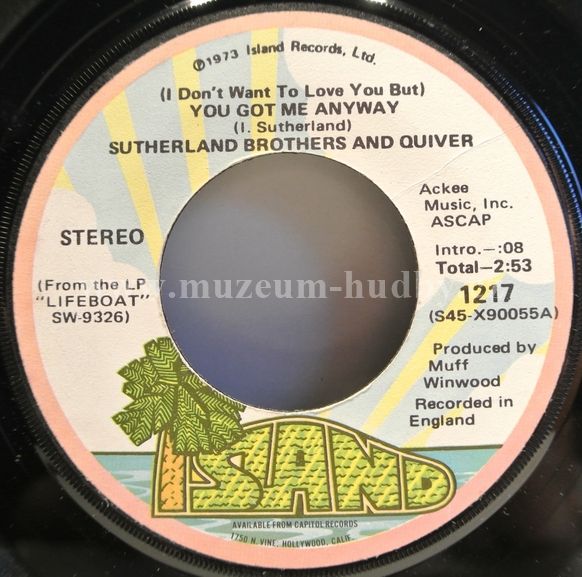 ℗1973 Island Records, Ltd.
(I Don't Want To Love You But)
YOU GOT ME ANYWAY
(I. Sutherland)
SUTHERLAND BROTHERS AND QUIVER
STEREO
(From the LP
"LIFEBOAT"
SW-9326)
Ackee
Music, Inc.
ASCAP
Intro.—:08
Total—2:53
1217
(S45-X90055A)
Produced by
Muff
Winwood
Recorded in
England
.muzeum-hudby
ISLAND
AVAILABLE FROM CAPITOL RECORDS
1750 N. VINE, HOLLYWOOD, CALIF.